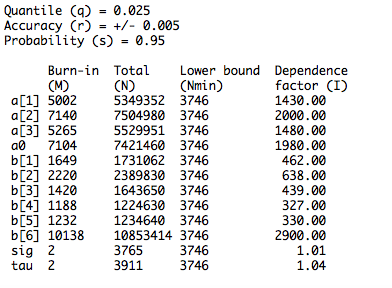 Quantile (q) = 0.025
Accuracy (r) = +/- 0.005
Probability (s) = 0.95

Burn-in Total Lower bound Dependence
(M) (N) (Nmin) factor (I)
a[1] 5002 5349352 3746 1430.00
a[2] 7140 7504980 3746 2000.00
a[3] 5265 5529951 3746 1480.00
a0 7104 7421460 3746 1980.00
b[1] 1649 1731062 3746 462.00
b[2] 2220 2389830 3746 638.00
b[3] 1420 1643650 3746 439.00
b[4] 1188 1224630 3746 327.00
b[5] 1232 1234640 3746 330.00
b[6] 10138 10853414 3746 2900.00
sig 2 3765 3746 1.01
tau 2 3911 3746 1.04